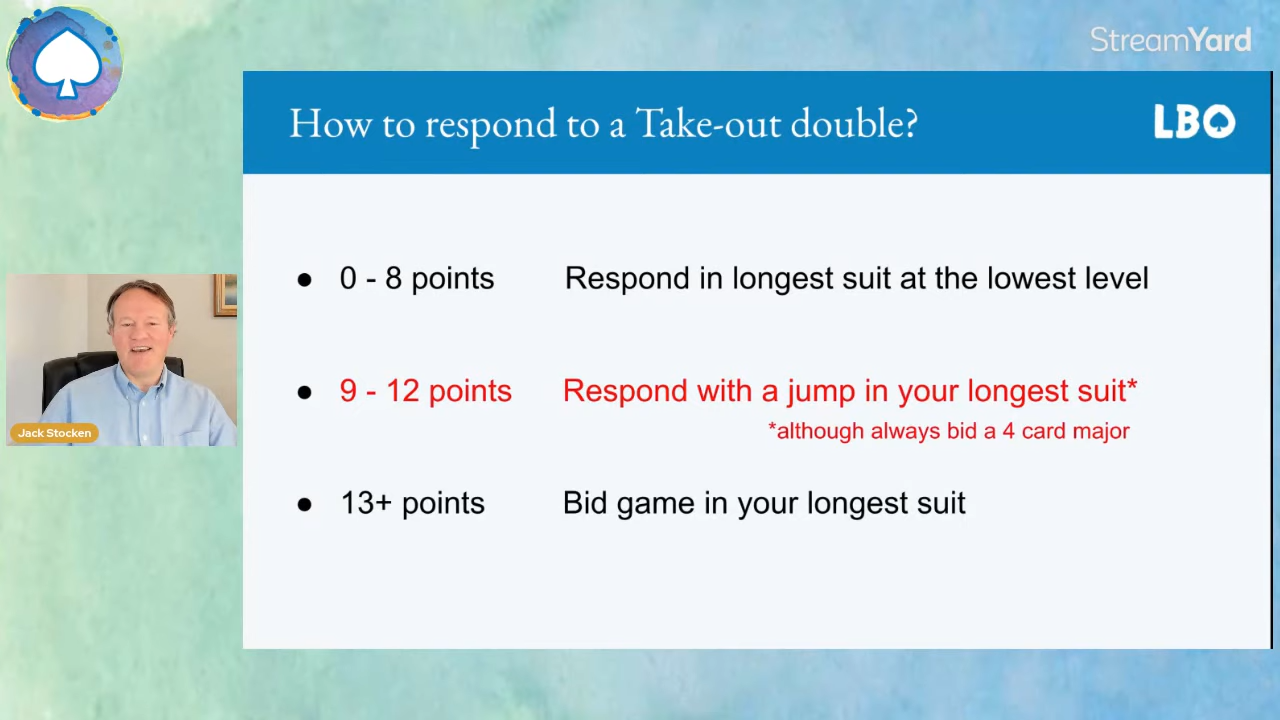 StreamYard
How to respond to a Take-out double?
LBO
● 0 - 8 points Respond in longest suit at the lowest level
● 9 - 12 points Respond with a jump in your longest suit*
*although always bid a 4 card major
Jack Stocken
● 13+ points Bid game in your longest suit